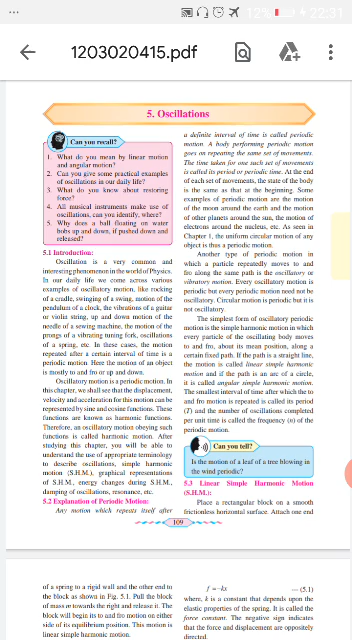 12% 22:31
1203020415.pdf
5. Oscillations
Can you recall?
1. What do you mean by linear motion
and angular motion?
2. Can you give some practical examples
of oscillations in our daily life?
3. What do you know about restoring
force?
4. All musical instruments make use of
oscillations, can you identify, where?
5. Why does a ball floating on water
bobs up and down, if pushed down and
released?
5.1 Introduction:
Oscillation is a very common and
interesting phenomenon in the world of Physics.
In our daily life we come across various
examples of oscillatory motion, like rocking
of a cradle, swinging of a swing, motion of the
pendulum of a clock, the vibrations of a guitar
or violin string, up and down motion of the
needle of a sewing machine, the motion of the
prongs of a vibrating tuning fork, oscillations
of a spring, etc. In these cases, the motion
repeated after a certain interval of time is a
periodic motion. Here the motion of an object
is mostly to and fro or up and down.
Oscillatory motion is a periodic motion. In
this chapter, we shall see that the displacement,
velocity and acceleration for this motion can be
represented by sine and cosine functions. These
functions are known as harmonic functions.
Therefore, an oscillatory motion obeying such
functions is called harmonic motion. After
studying this chapter, you will be able to
understand the use of appropriate terminology
to describe oscillations, simple harmonic
motion (S.H.M.), graphical representations
of S.H.M., energy changes during S.H.M.,
damping of oscillations, resonance, etc.
5.2 Explanation of Periodic Motion:
Any motion which repeats itself after
a definite interval of time is called periodic
motion. A body performing periodic motion
goes on repeating the same set of movements.
The time taken for one such set of movements
is called its period or periodic time. At the end
of each set of movements, the state of the body
is the same as that at the beginning. Some
examples of periodic motion are the motion
of the moon around the earth and the motion
of other planets around the sun, the motion of
electrons around the nucleus, etc. As seen in
Chapter 1, the uniform circular motion of any
object is thus a periodic motion.
Another type of periodic motion in
which a particle repeatedly moves to and
fro along the same path is the oscillatory or
vibratory motion. Every oscillatory motion is
periodic but every periodic motion need not be
oscillatory. Circular motion is periodic but it is
not oscillatory.
The simplest form of oscillatory periodic
motion is the simple harmonic motion in which
every particle of the oscillating body moves
to and fro, about its mean position, along a
certain fixed path. If the path is a straight line,
the motion is called linear simple harmonic
motion and if the path is an arc of a circle,
it is called angular simple harmonic motion.
The smallest interval of time after which the to
and fro motion is repeated is called its period
(T) and the number of oscillations completed
per unit time is called the frequency (n) of the
periodic motion.
Can you tell?
Is the motion of a leaf of a tree blowing in
the wind periodic?
5.3 Linear Simple Harmonic Motion
(S.H.M.):
Place a rectangular block on a smooth
frictionless horizontal surface. Attach one end
109
of a spring to a rigid wall and the other end to
the block as shown in Fig. 5.1. Pull the block
of mass m towards the right and release it. The
block will begin its to and fro motion on either
side of its equilibrium position. This motion is
linear simple harmonic motion.
f = -kx --- (5.1)
where, k is a constant that depends upon the
elastic properties of the spring. It is called the
force constant. The negative sign indicates
that the force and displacement are oppositely
directed.